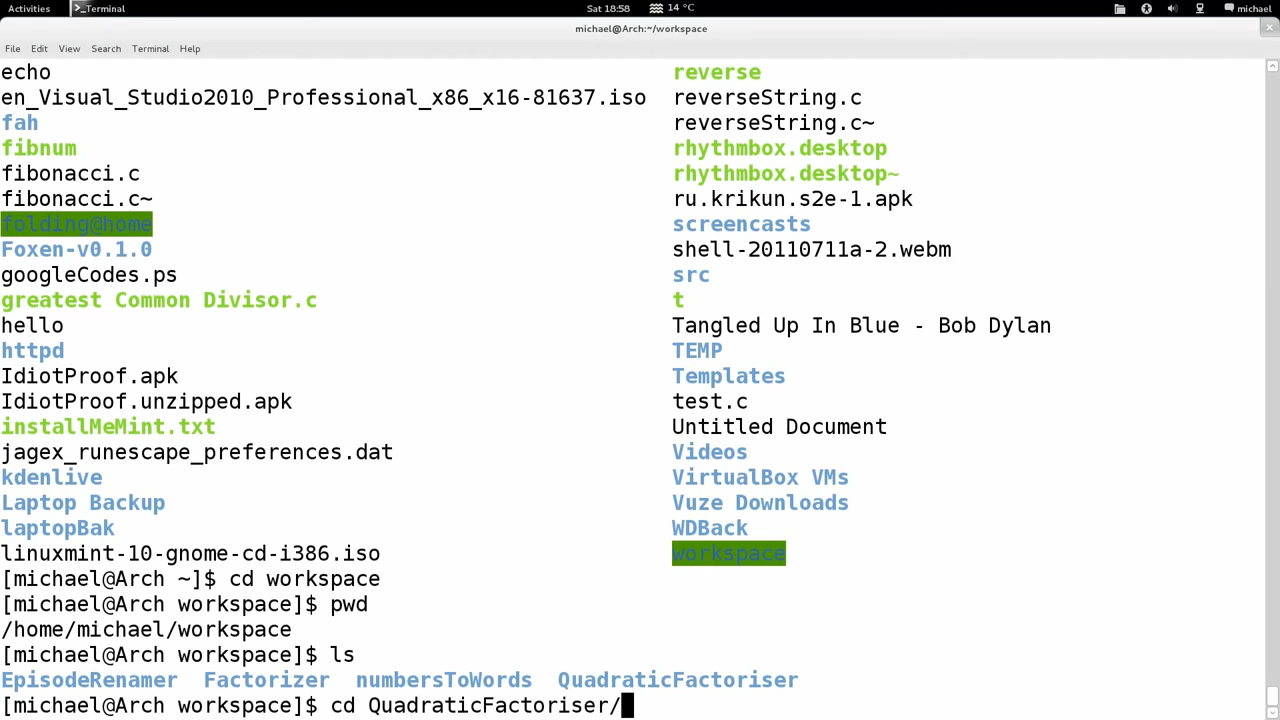 Activities Terminal Sat 18:58 14 °C michael
michael@Arch:~/workspace
File Edit View Search Terminal Help
echo reverse
en_Visual_Studio2010_Professional_x86_x16-81637.iso reverseString.c
fah reverseString.c~
fibnum rhythmbox.desktop
fibonacci.c rhythmbox.desktop~
fibonacci.c~ ru.krikun.s2e-1.apk
folding@home screencasts
Foxen-v0.1.0 shell-20110711a-2.webm
googleCodes.ps src
greatest Common Divisor.c t
hello Tangled Up In Blue - Bob Dylan
httpd TEMP
IdiotProof.apk Templates
IdiotProof.unzipped.apk test.c
installMeMint.txt Untitled Document
jagex_runescape_preferences.dat Videos
kdenlive VirtualBox VMs
Laptop Backup Vuze Downloads
laptopBak WDBack
linuxmint-10-gnome-cd-i386.iso workspace
[michael@Arch ~]$ cd workspace
[michael@Arch workspace]$ pwd
/home/michael/workspace
[michael@Arch workspace]$ ls
EpisodeRenamer Factorizer numbersToWords QuadraticFactoriser
[michael@Arch workspace]$ cd QuadraticFactoriser/